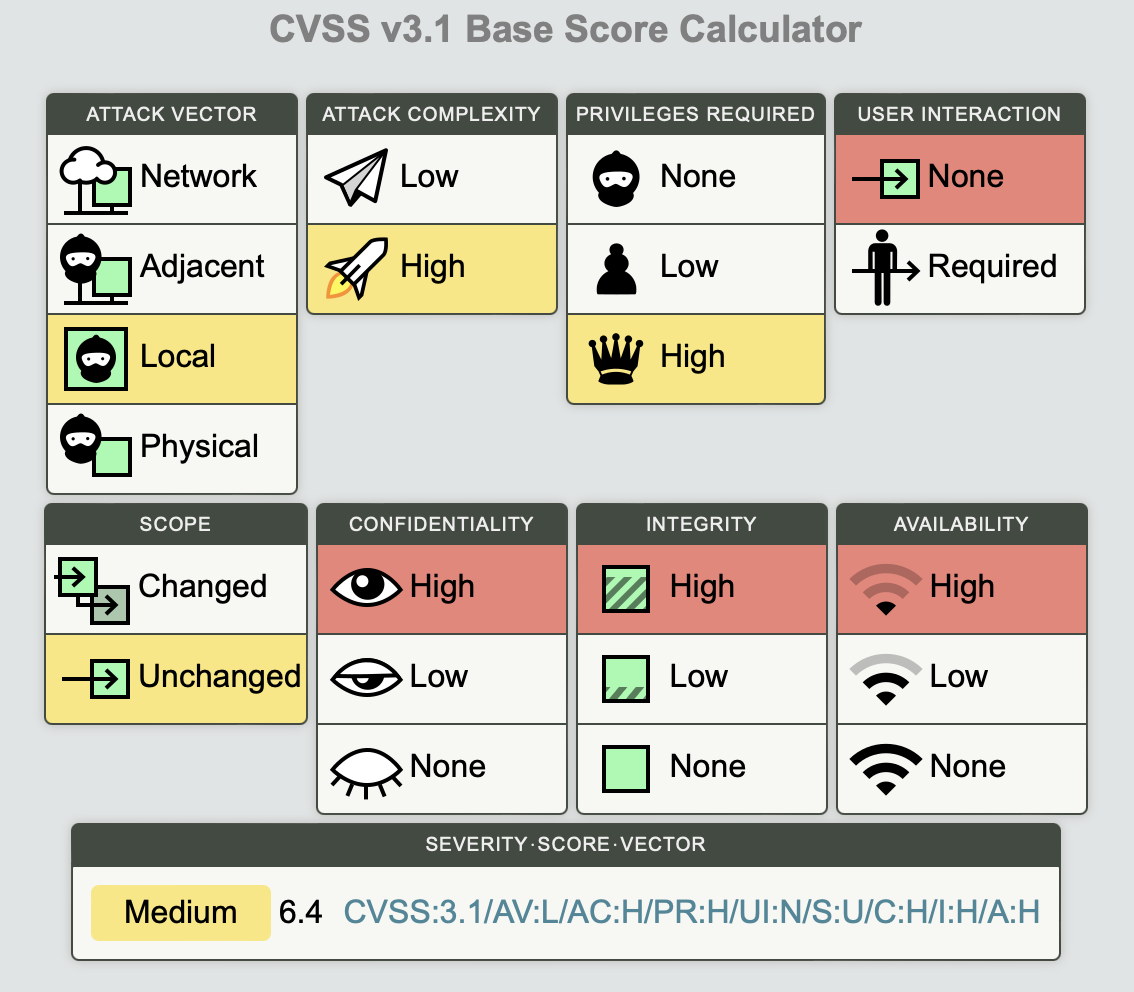 CVSS v3.1 Base Score Calculator
ATTACK VECTOR
Network
Adjacent
Local
Physical
ATTACK COMPLEXITY
Low
High
PRIVILEGES REQUIRED
None
Low
High
USER INTERACTION
None
Required
SCOPE
Changed
Unchanged
CONFIDENTIALITY
High
Low
None
INTEGRITY
High
Low
None
AVAILABILITY
High
Low
None
SEVERITY·SCORE·VECTOR
Medium 6.4 CVSS:3.1/AV:L/AC:H/PR:H/UI:N/S:U/C:H/I:H/A:H